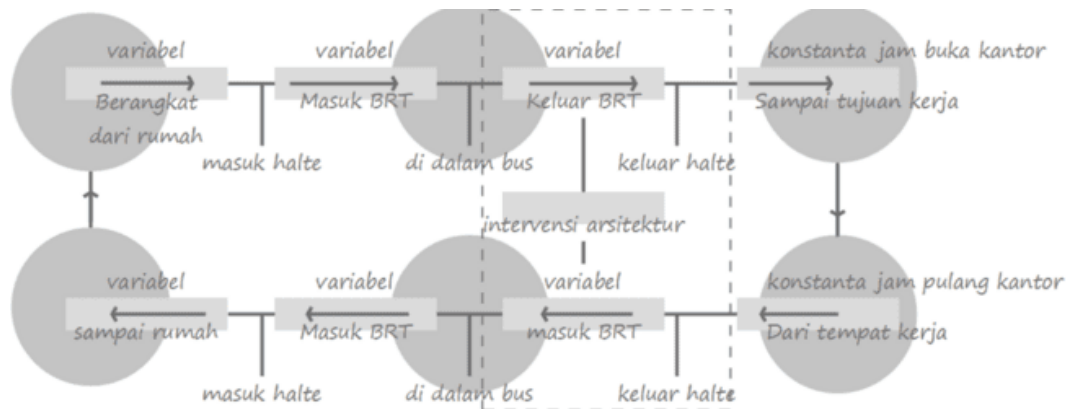 variabel
variabel
variabel
konstanta jam buka kantor
Berangkat
dari rumah
Masuk BRT
Keluar BRT
Sampai tujuan kerja
masuk halte
di dalam bus
keluar halte
intervensi arsitektur
variabel
variabel
variabel
konstanta jam pulang kantor
sampai rumah
Masuk BRT
masuk BRT
Dari tempat kerja
masuk halte
di dalam bus
keluar halte